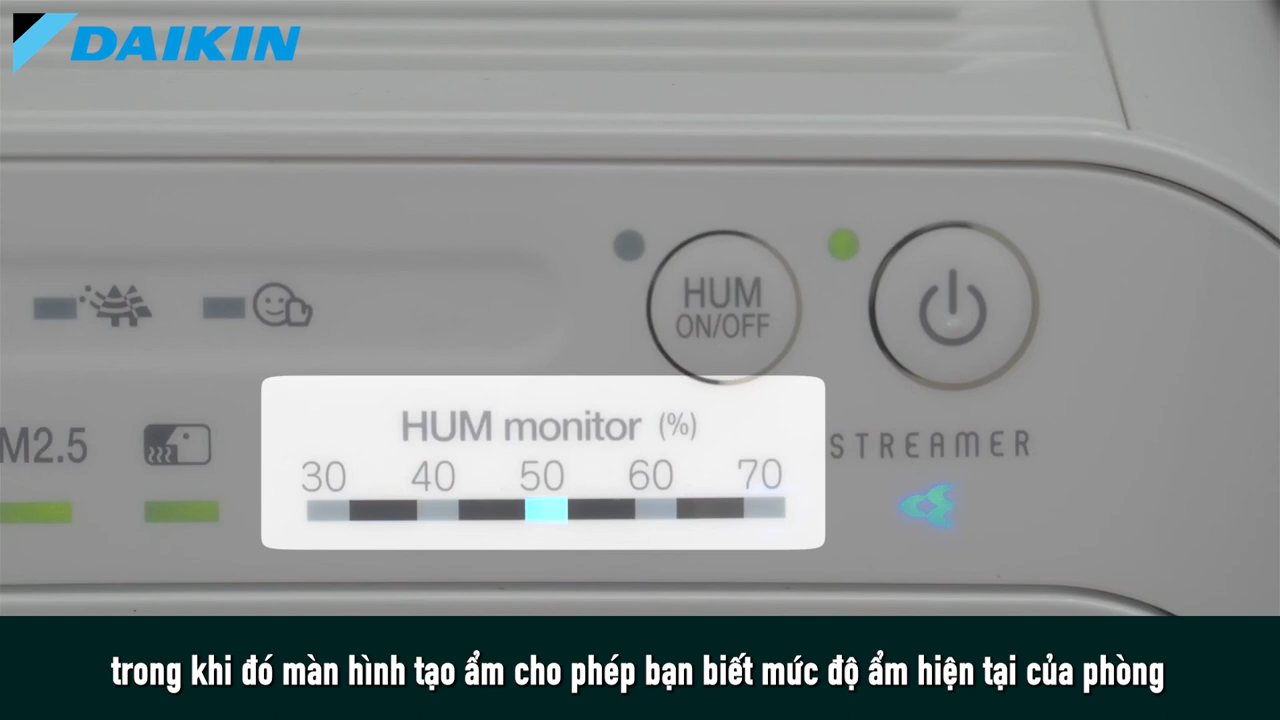 DAIKIN
HUM
ON/OFF
M2.5
HUM monitor (%)
30 40 50 60 70
STREAMER
trong khi đó màn hình tạo ẩm cho phép bạn biết mức độ ẩm hiện tại của phòng